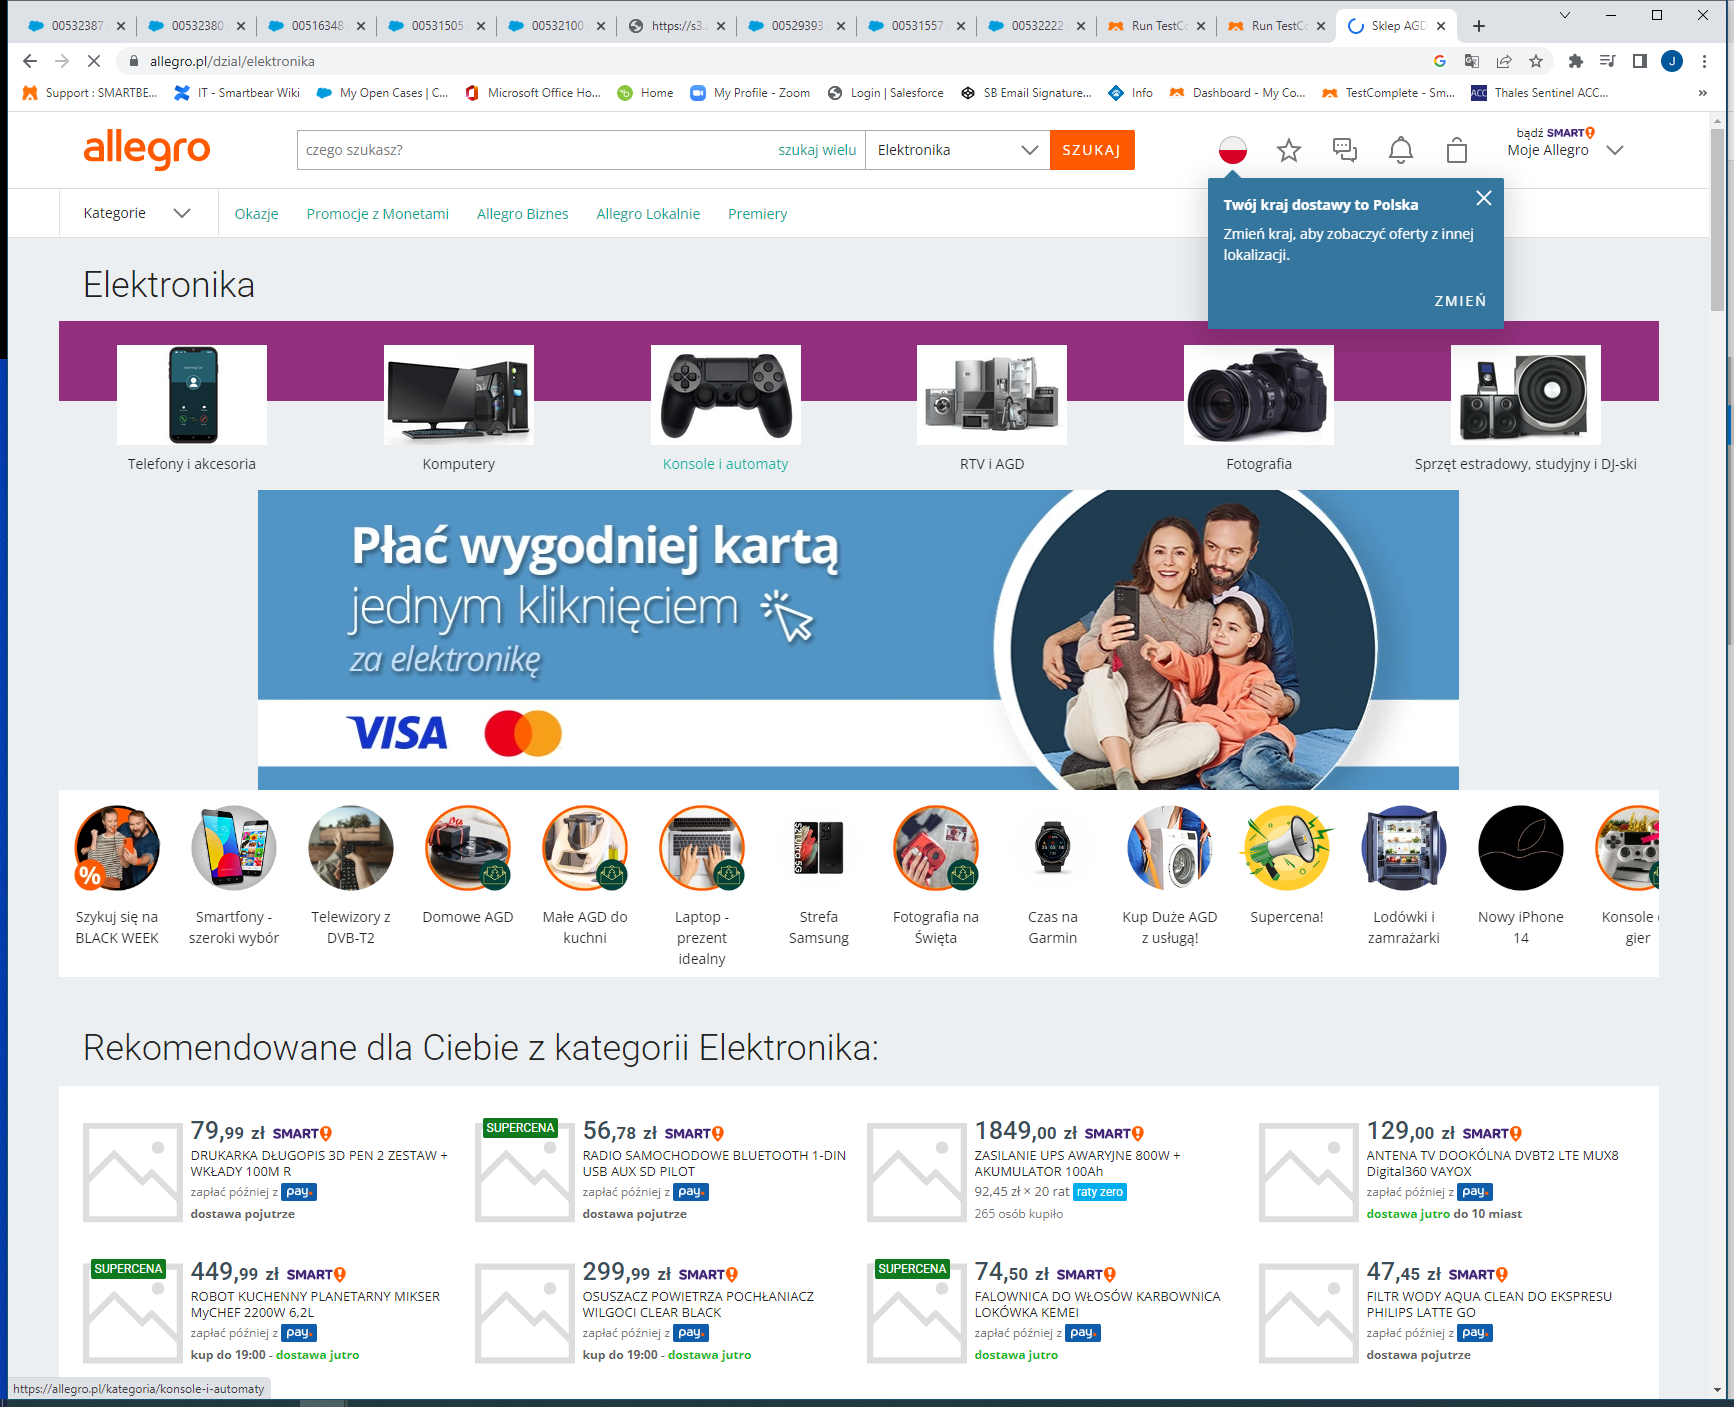 00532387
00532380
00516348
00531505
00532100
https://s3.
00529393
00531557
00532222
Run TestCo
Run TestCo
Sklep AGD
allegro.pl/dzial/elektronika
J
Support : SMARTBE...
IT - Smartbear Wiki
My Open Cases | C...
Microsoft Office Ho...
Home
My Profile - Zoom
Login | Salesforce
SB Email Signature...
Info
Dashboard - My Co...
TestComplete - Sm...
ACC
Thales Sentinel ACC...
»
allegro
czego szukasz?
szukaj wielu
Elektronika
SZUKAJ
bądź SMART!
Moje Allegro
Kategorie
Okazje
Promocje z Monetami
Allegro Biznes
Allegro Lokalnie
Premiery
Twój kraj dostawy to Polska
Zmień kraj, aby zobaczyć oferty z innej
lokalizacji.
ZMIEŃ
Elektronika
Telefony i akcesoria
Komputery
Konsole i automaty
RTV i AGD
Fotografia
Sprzęt estradowy, studyjny i DJ-ski
Płać wygodniej kartą
jednym kliknięciem
za elektronikę
VISA
%
S21 Ultra 5G
Szykuj się na
BLACK WEEK
Smartfony -
szeroki wybór
Telewizory z
DVB-T2
Domowe AGD
Małe AGD do
kuchni
Laptop -
prezent
idealny
Strefa
Samsung
Fotografia na
Święta
Czas na
Garmin
Kup Duże AGD
z usługą!
Supercena!
Lodówki i
zamrażarki
Nowy iPhone
14
Konsole
gier
Rekomendowane dla Ciebie z kategorii Elektronika:
79,99 zł SMART!
DRUKARKA DŁUGOPIS 3D PEN 2 ZESTAW +
WKŁADY 100M R
zapłać później z pay
dostawa pojutrze
SUPERCENA
56,78 zł SMART!
RADIO SAMOCHODOWE BLUETOOTH 1-DIN
USB AUX SD PILOT
zapłać później z pay
dostawa pojutrze
1849,00 zł SMART!
ZASILANIE UPS AWARYJNE 800W +
AKUMULATOR 100Ah
92,45 zł × 20 rat raty zero
265 osób kupiło
129,00 zł SMART!
ANTENA TV DOOKÓLNA DVBT2 LTE MUX8
Digital360 VAYOX
zapłać później z pay
dostawa jutro do 10 miast
SUPERCENA
449,99 zł SMART!
ROBOT KUCHENNY PLANETARNY MIKSER
MyCHEF 2200W 6,2L
zapłać później z pay
kup do 19:00 - dostawa jutro
299,99 zł SMART!
OSUSZACZ POWIETRZA POCHŁANIACZ
WILGOCI CLEAR BLACK
zapłać później z pay
kup do 19:00 - dostawa jutro
SUPERCENA
74,50 zł SMART!
FALOWNICA DO WŁOSÓW KARBOWNICA
LOKÓWKA KEMEI
zapłać później z pay
dostawa jutro
47,45 zł SMART!
FILTR WODY AQUA CLEAN DO EKSPRESU
PHILIPS LATTE GO
zapłać później z pay
dostawa pojutrze
https://allegro.pl/kategoria/konsole-i-automaty